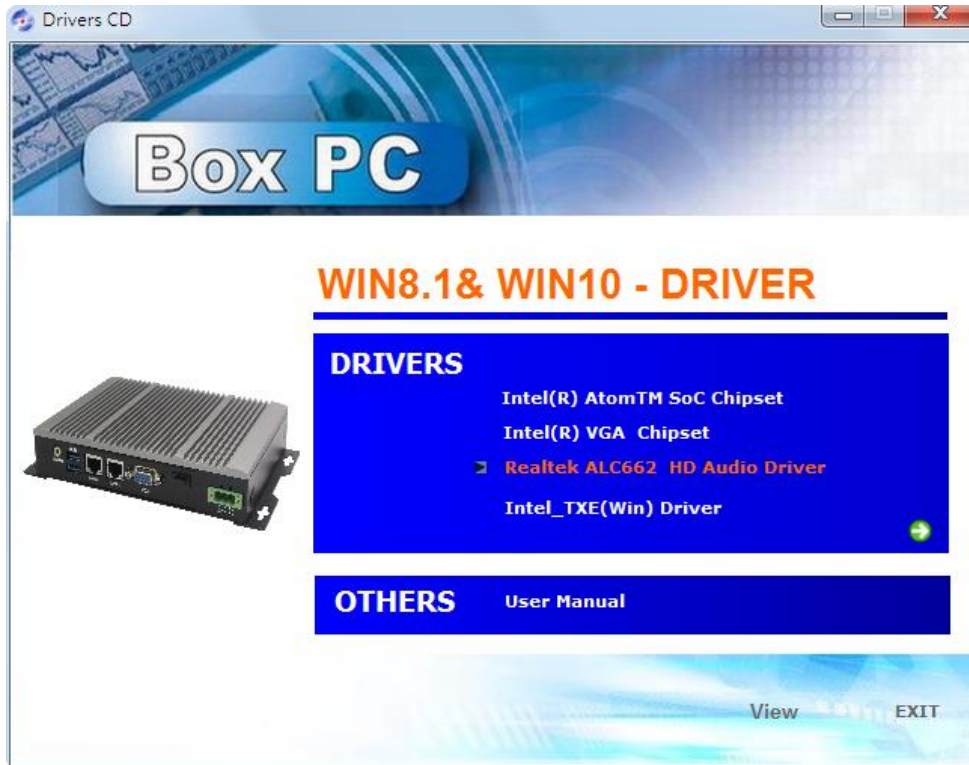 Drivers CD
Box PC
WIN8.1& WIN10 - DRIVER
DRIVERS
Intel(R) AtomTM SoC Chipset
Intel(R) VGA Chipset
Realtek ALC662 HD Audio Driver
Intel_TXE(Win) Driver
OTHERS User Manual
View EXIT